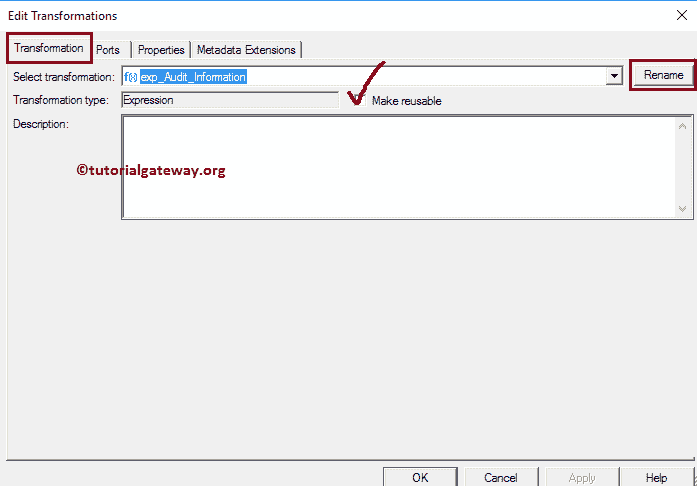 Edit Transformations
Transformation Ports Properties Metadata Extensions
Select transformation: f(x) exp_Audit_Information Rename
Transformation type: Expression Make reusable
Description:
©tutorialgateway.org
OK Cancel Apply Help